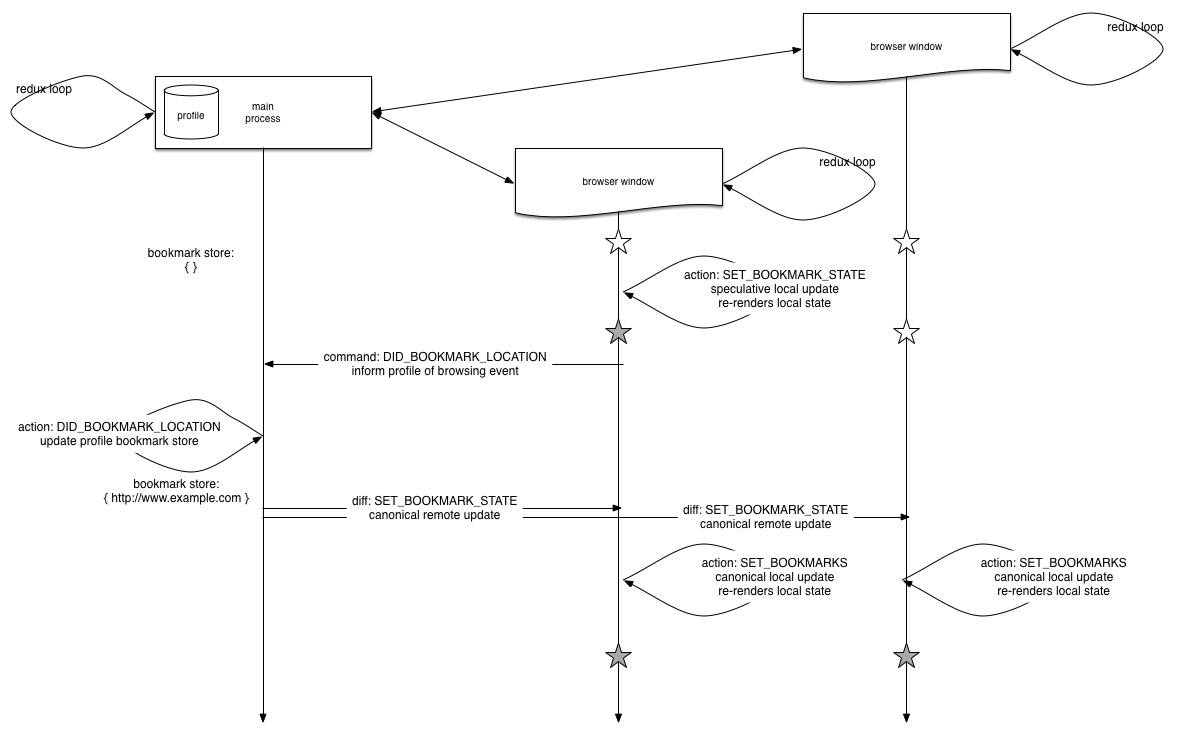 redux loop
browser window
redux loop
profile
main
process
redux loop
browser window
bookmark store:
{ }
action: SET_BOOKMARK_STATE
speculative local update
re-renders local state
command: DID_BOOKMARK_LOCATION
inform profile of browsing event
action: DID_BOOKMARK_LOCATION
update profile bookmark store
bookmark store:
{ http://www.example.com }
diff: SET_BOOKMARK_STATE
canonical remote update
diff: SET_BOOKMARK_STATE
canonical remote update
action: SET_BOOKMARKS
canonical local update
re-renders local state
action: SET_BOOKMARKS
canonical local update
re-renders local state